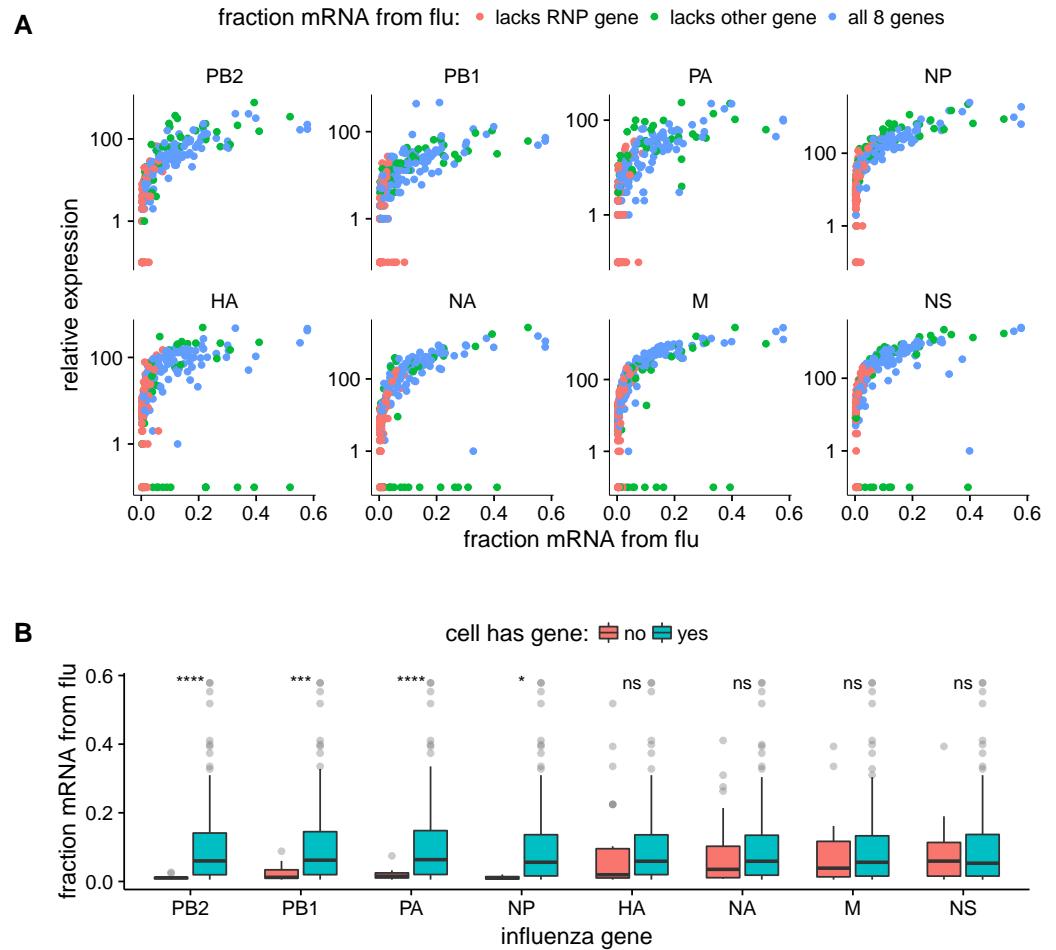 A
fraction mRNA from flu: lacks RNP gene lacks other gene all 8 genes
PB2 PB1 PA NP
100 100 100 100
1 1 1 1
HA NA M NS
100 100 100 100
1 1 1 1
0.0 0.2 0.4 0.6 0.0 0.2 0.4 0.6 0.0 0.2 0.4 0.6 0.0 0.2 0.4 0.6
relative expression
fraction mRNA from flu
B
cell has gene: no yes
0.6
0.4
0.2
0.0
**** *** **** * ns ns ns ns
fraction mRNA from flu
PB2 PB1 PA NP HA NA M NS
influenza gene